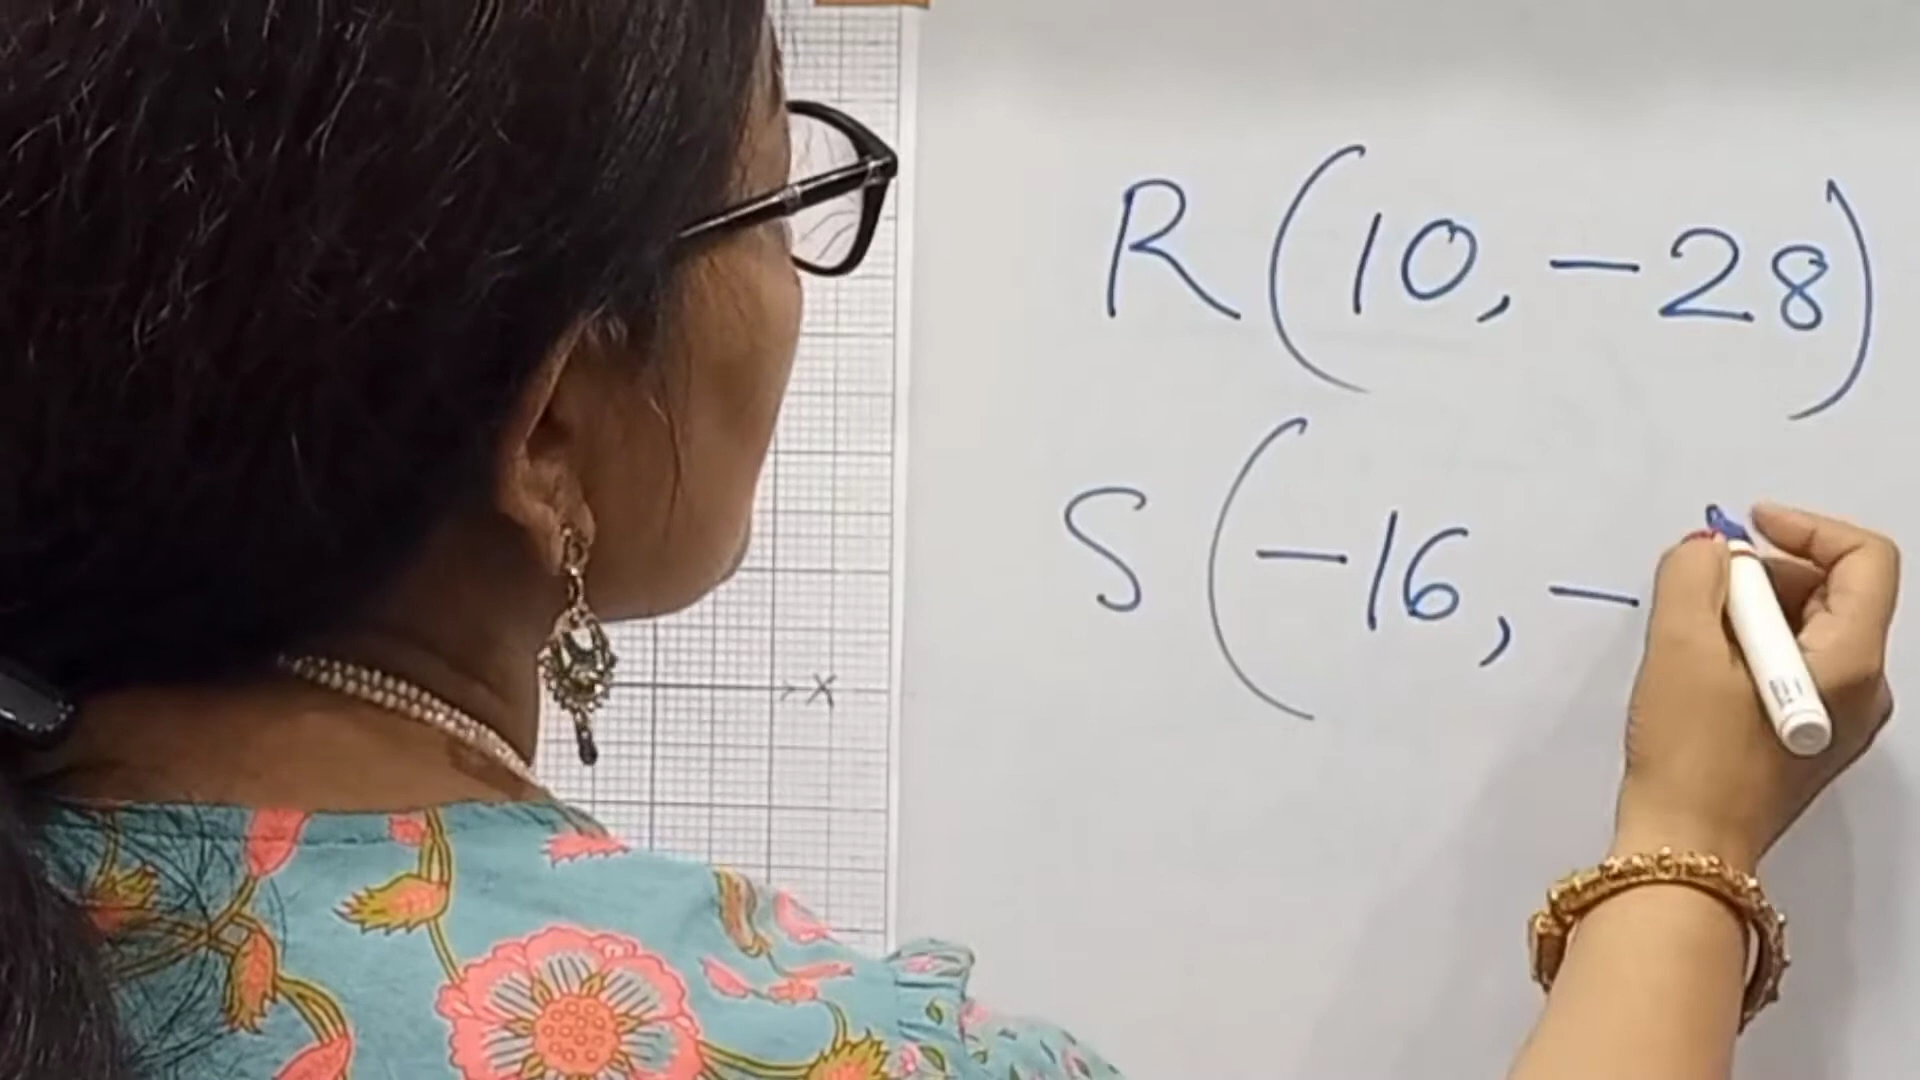 R (10, -28)
S (-16, -
X